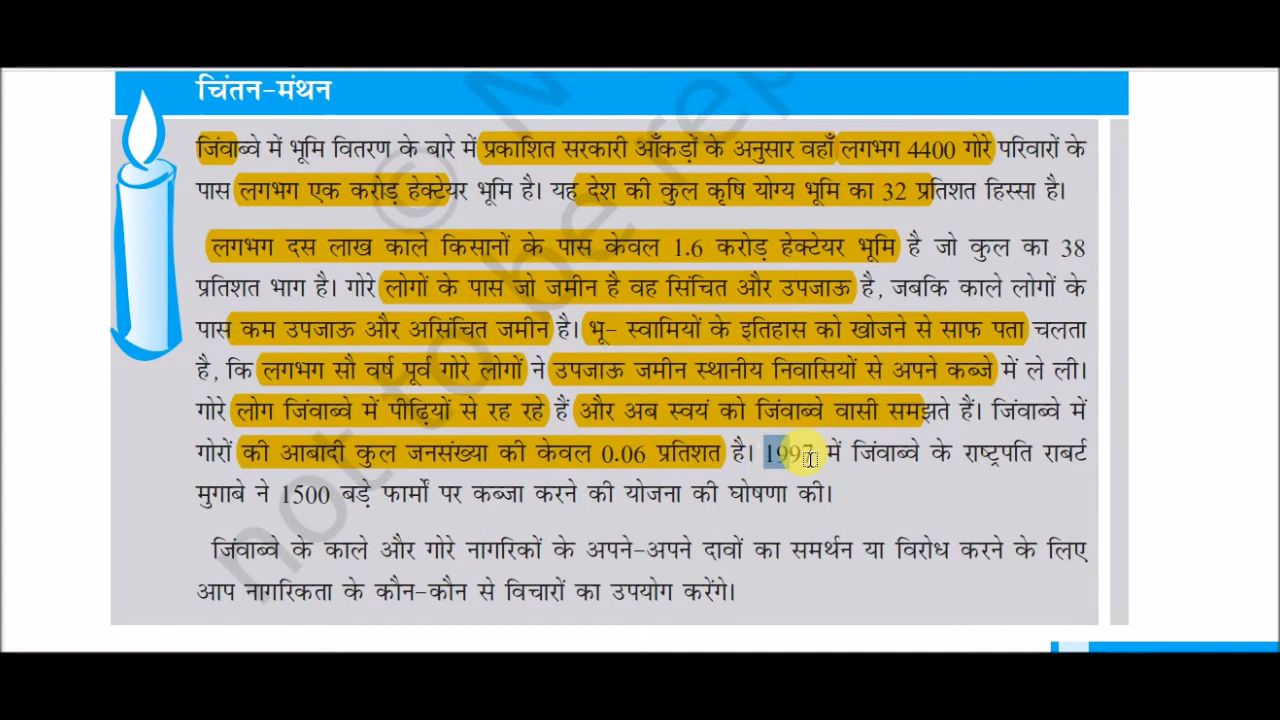 चिंतन-मंथन
जिंवाब्वे में भूमि वितरण के बारे में प्रकाशित सरकारी आँकड़ों के अनुसार वहाँ लगभग 4400 गोरे परिवारों के
पास लगभग एक करोड़ हेक्टेयर भूमि है। यह देश की कुल कृषि योग्य भूमि का 32 प्रतिशत हिस्सा है।
लगभग दस लाख काले किसानों के पास केवल 1.6 करोड़ हेक्टेयर भूमि है जो कुल का 38
प्रतिशत भाग है। गोरे लोगों के पास जो जमीन है वह सिंचित और उपजाऊ है, जबकि काले लोगों के
पास कम उपजाऊ और असिंचित जमीन है। भू- स्वामियों के इतिहास को खोजने से साफ पता चलता
है, कि लगभग सौ वर्ष पूर्व गोरे लोगों ने उपजाऊ जमीन स्थानीय निवासियों से अपने कब्जे में ले ली।
गोरे लोग जिंवाब्वे में पीढ़ियों से रह रहे हैं और अब स्वयं को जिंवाब्वे वासी समझते हैं। जिंवाब्वे में
गोरों की आबादी कुल जनसंख्या की केवल 0.06 प्रतिशत है। 1997 में जिंवाब्वे के राष्ट्रपति राबर्ट
मुगाबे ने 1500 बड़े फार्मों पर कब्जा करने की योजना की घोषणा की।
जिंवाब्वे के काले और गोरे नागरिकों के अपने-अपने दावों का समर्थन या विरोध करने के लिए
आप नागरिकता के कौन-कौन से विचारों का उपयोग करेंगे।
© N
not to be rep